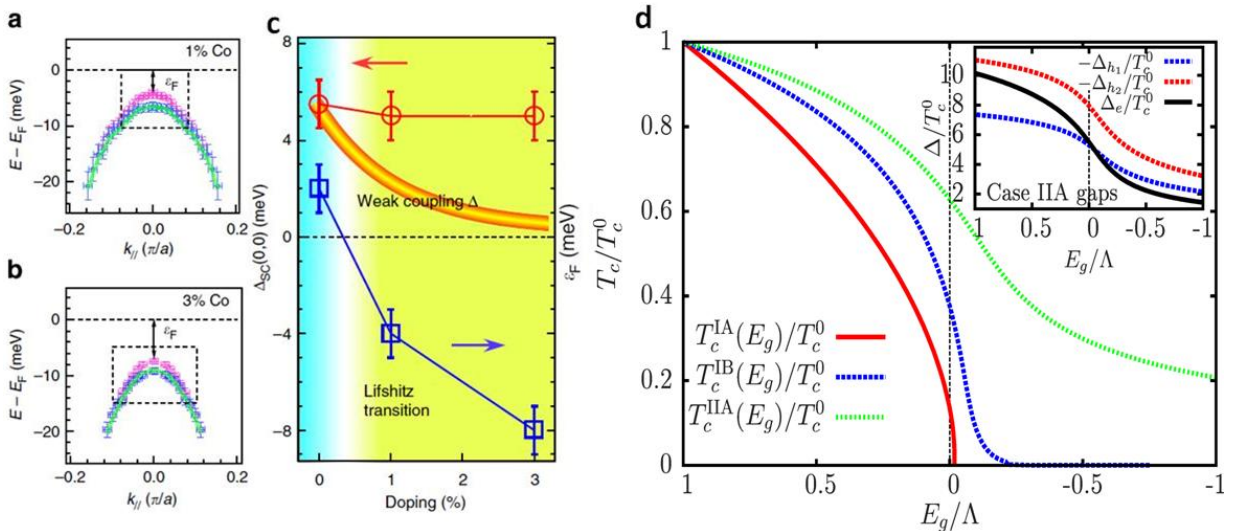 a
1% Co
0
-5
-10
-15
-20
E − E_F (meV)
ε_F
-0.2
0.0
0.2
k_// (π/a)
b
3% Co
0
-5
-10
-15
-20
E − E_F (meV)
ε_F
-0.2
0.0
0.2
k_// (π/a)
c
8
4
0
-4
-8
Δ_SC(0,0) (meV)
Weak coupling Δ
Lifshitz
transition
0
1
2
3
Doping (%)
ε_F (meV)
d
1
0.8
0.6
0.4
0.2
0
T_c/T_c^0
T_c^IA(E_g)/T_c^0
T_c^IB(E_g)/T_c^0
T_c^IIA(E_g)/T_c^0
1
0.5
0
-0.5
-1
E_g/Λ
-Δ_h1/T_c^0
-Δ_h2/T_c^0
Δ_e/T_c^0
10
8
6
4
2
Δ/T_c^0
Case IIA gaps
1
0.5
0
-0.5
-1
E_g/Λ